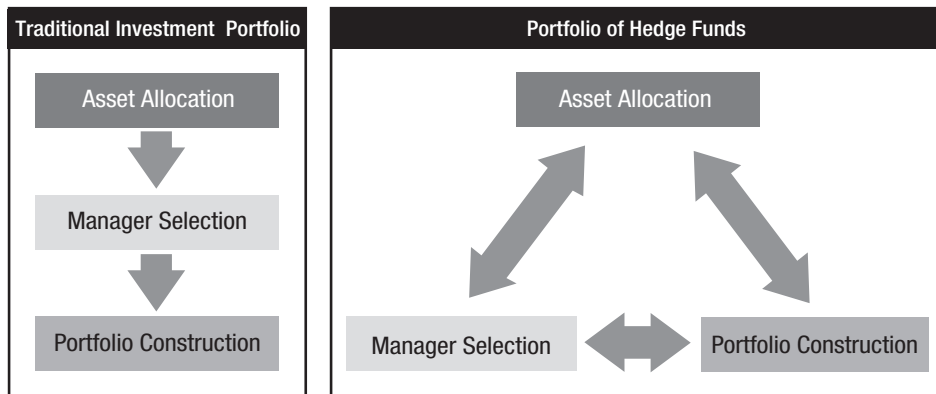 Traditional Investment Portfolio
Asset Allocation
Manager Selection
Portfolio Construction
Portfolio of Hedge Funds
Asset Allocation
Manager Selection
Portfolio Construction